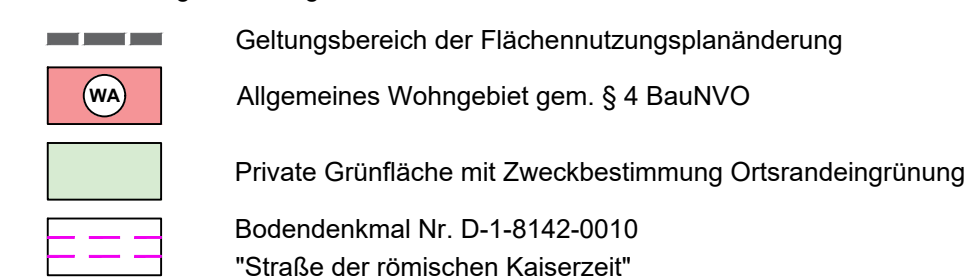 Geltungsbereich der Flächennutzungsplanänderung
WA
Allgemeines Wohngebiet gem. § 4 BauNVO
Private Grünfläche mit Zweckbestimmung Ortsrandeingrünung
Bodendenkmal Nr. D-1-8142-0010
"Straße der römischen Kaiserzeit"